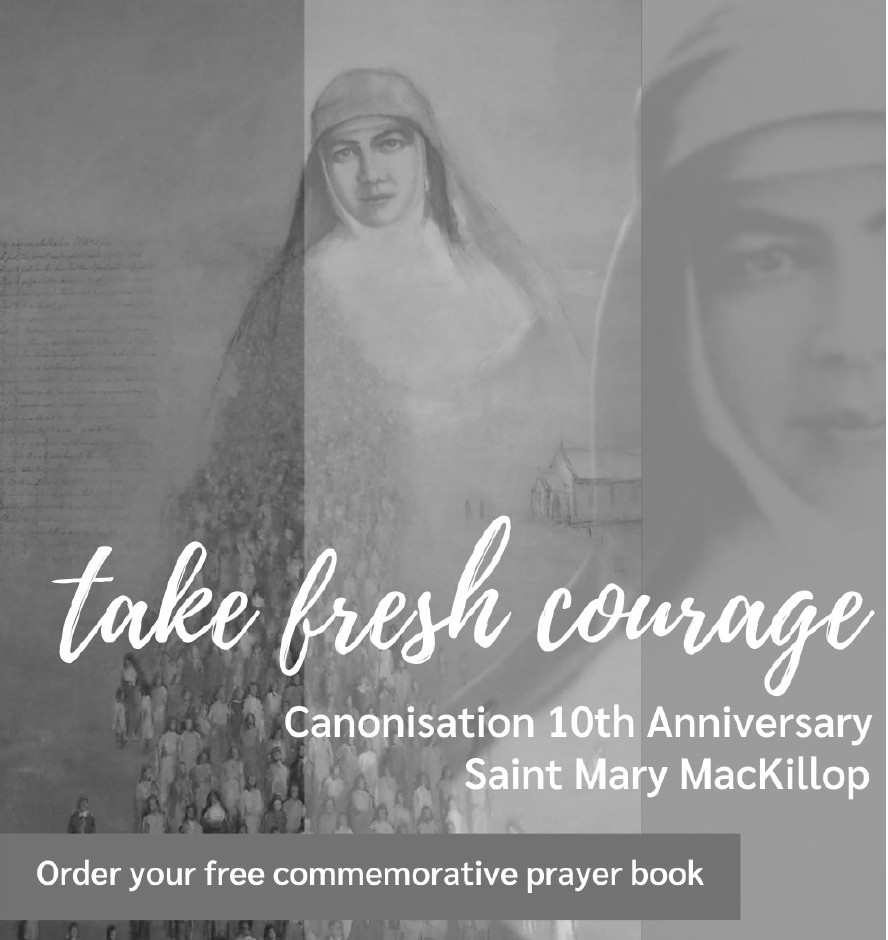 take fresh courage
Canonisation 10th Anniversary
Saint Mary MacKillop
Order your free commemorative prayer book